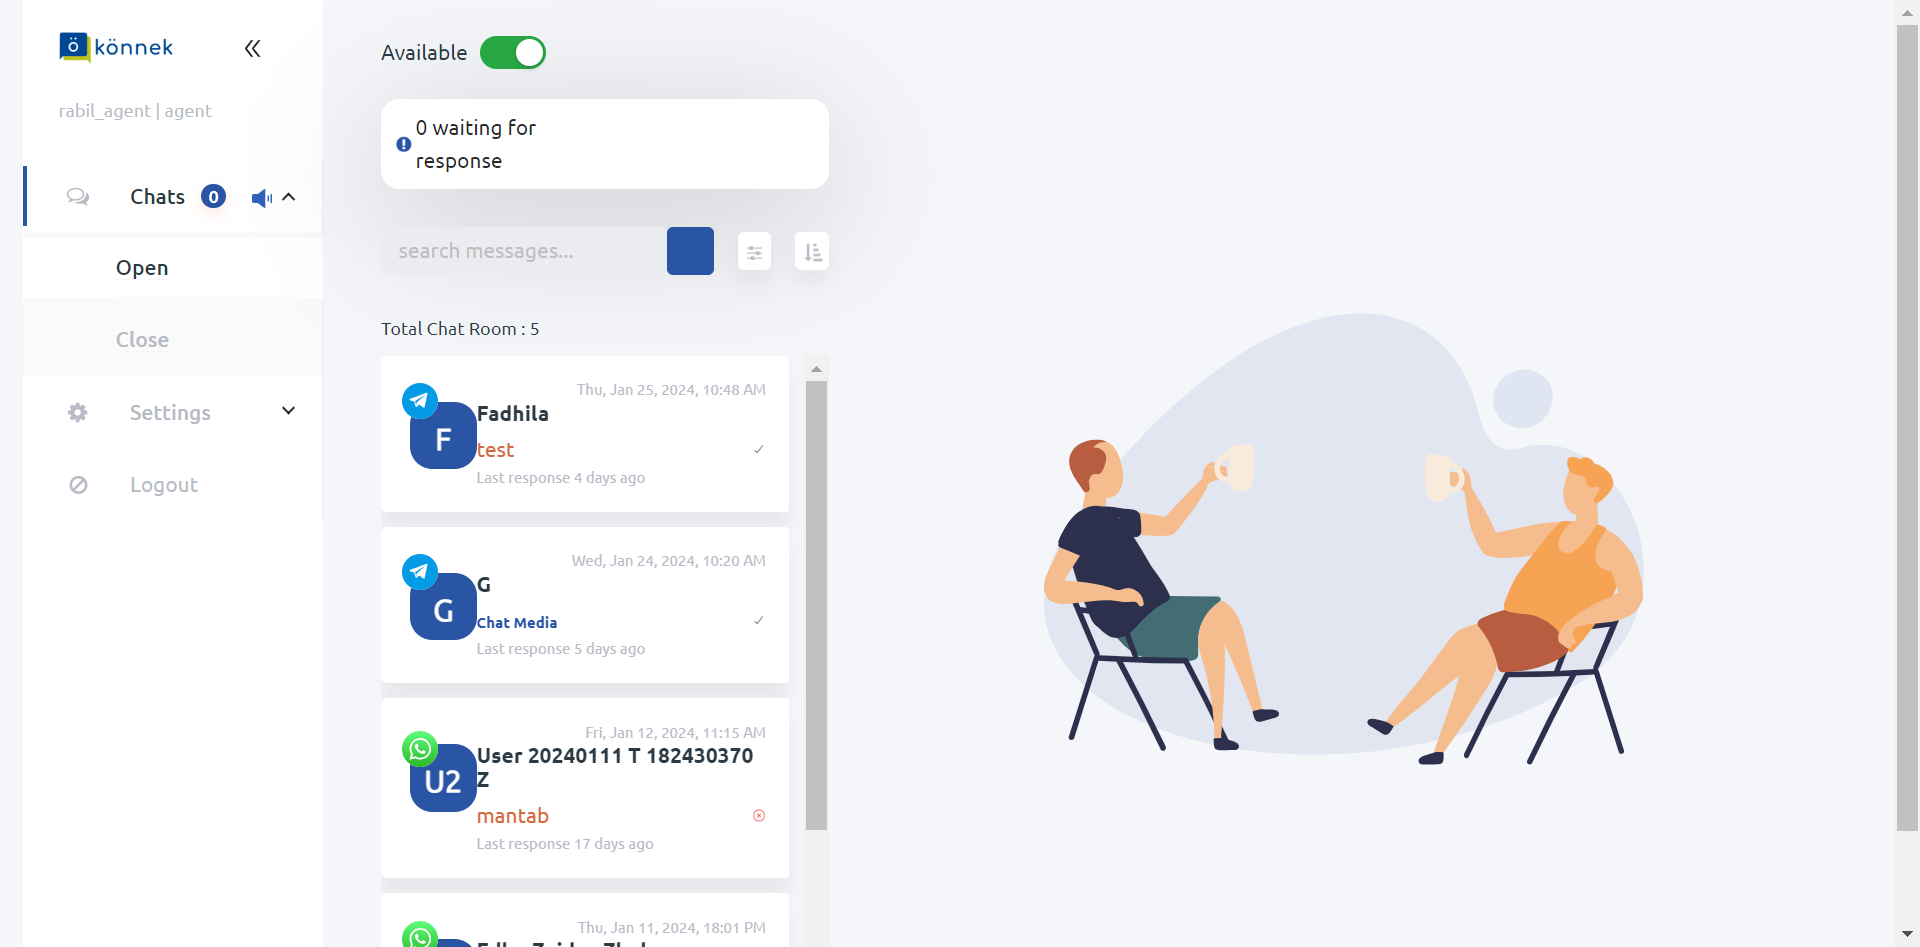 ö könnek
rabil_agent | agent
Chats 0
Open
Close
Settings
Logout
Available
0 waiting for
response
search messages...
Total Chat Room : 5
Thu, Jan 25, 2024, 10:48 AM
F
Fadhila
test
Last response 4 days ago
Wed, Jan 24, 2024, 10:20 AM
G
G
Chat Media
Last response 5 days ago
Fri, Jan 12, 2024, 11:15 AM
U2
User 20240111 T 182430370
Z
mantab
Last response 17 days ago
Thu, Jan 11, 2024, 18:01 PM